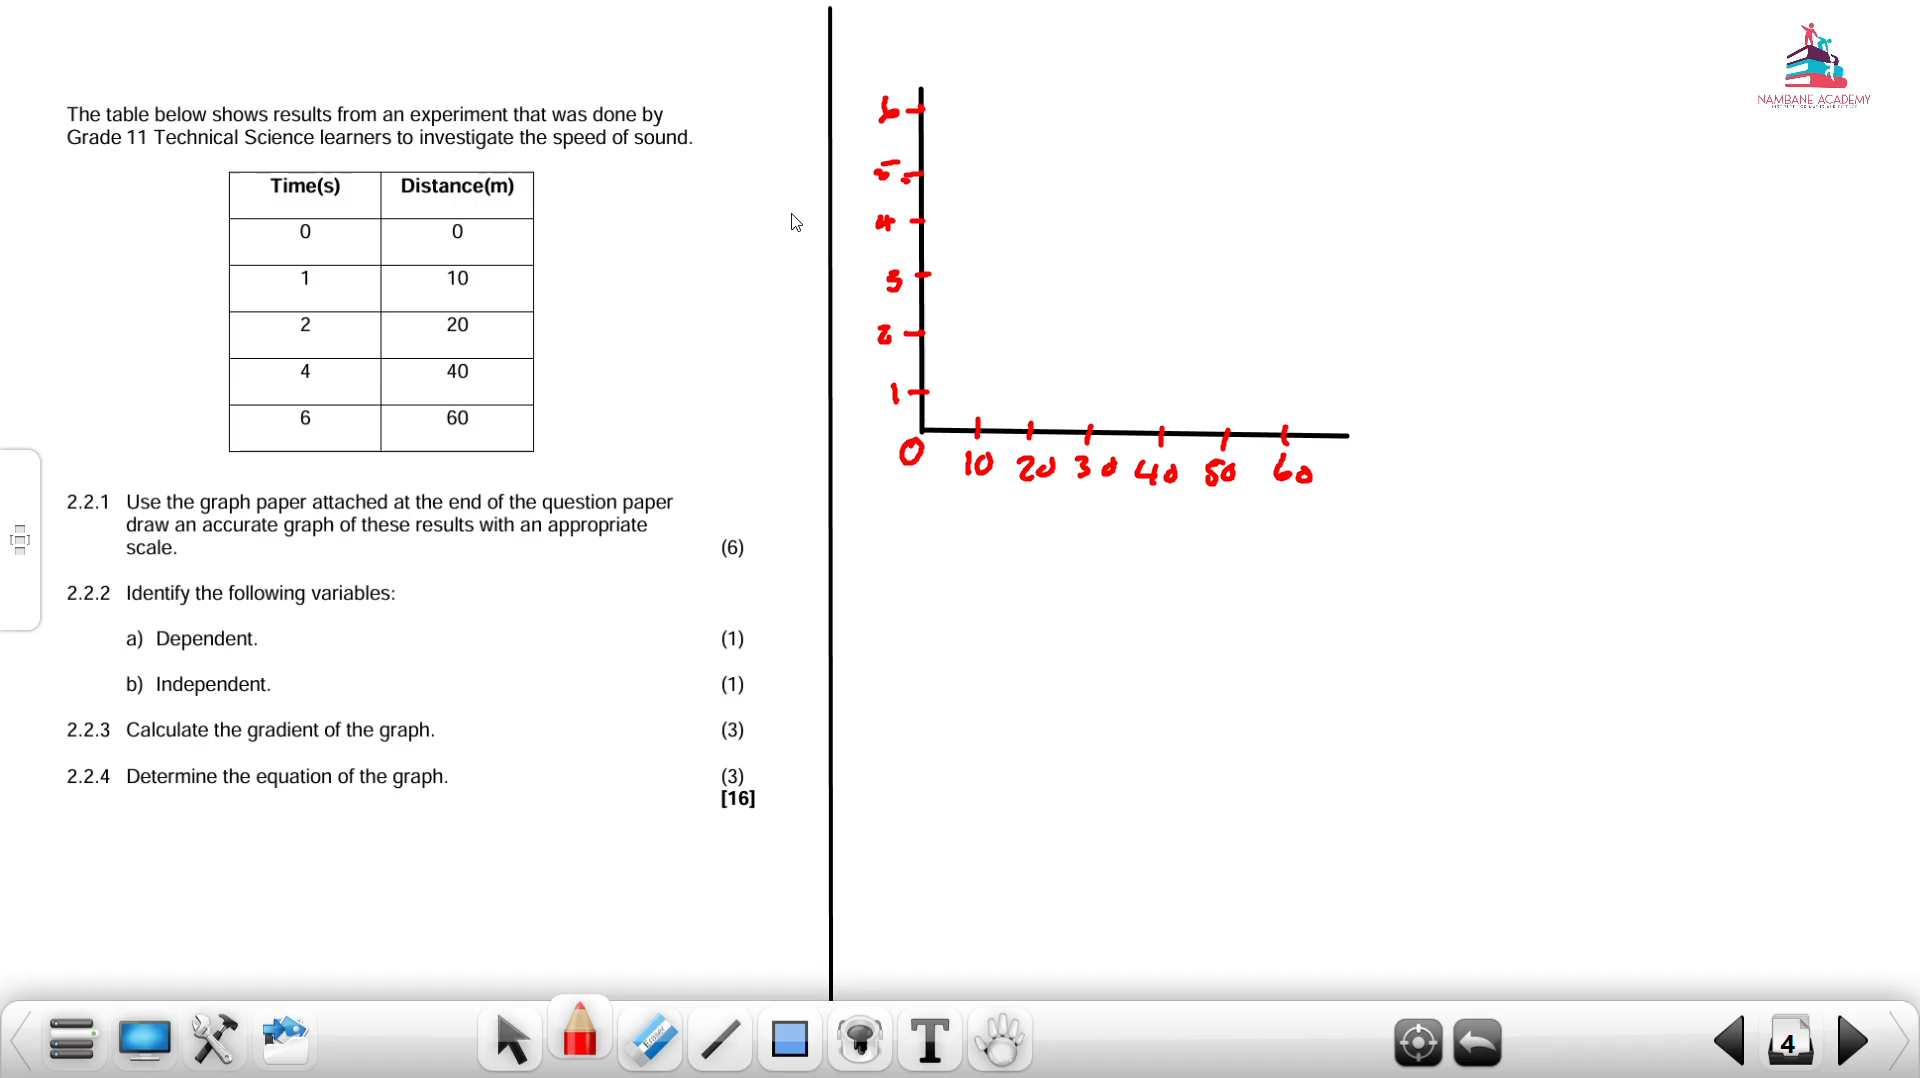 The table below shows results from an experiment that was done by
Grade 11 Technical Science learners to investigate the speed of sound.
Time(s) Distance(m)
0 0
1 10
2 20
4 40
6 60
2.2.1 Use the graph paper attached at the end of the question paper
draw an accurate graph of these results with an appropriate
scale. (6)
2.2.2 Identify the following variables:
a) Dependent. (1)
b) Independent. (1)
2.2.3 Calculate the gradient of the graph. (3)
2.2.4 Determine the equation of the graph. (3)
[16]
6
5
4
3
2
1
0 10 20 30 40 50 60
NAMBANE ACADEMY
Eraser
T
4